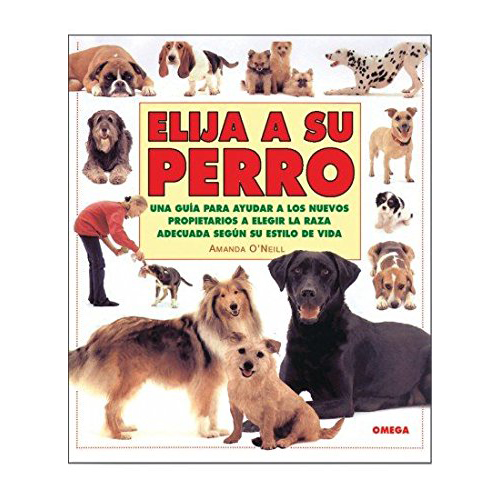 ELIJA A SU
PERRO
UNA GUÍA PARA AYUDAR A LOS NUEVOS
PROPIETARIOS A ELEGIR LA RAZA
ADECUADA SEGÚN SU ESTILO DE VIDA
AMANDA O'NEILL
OMEGA